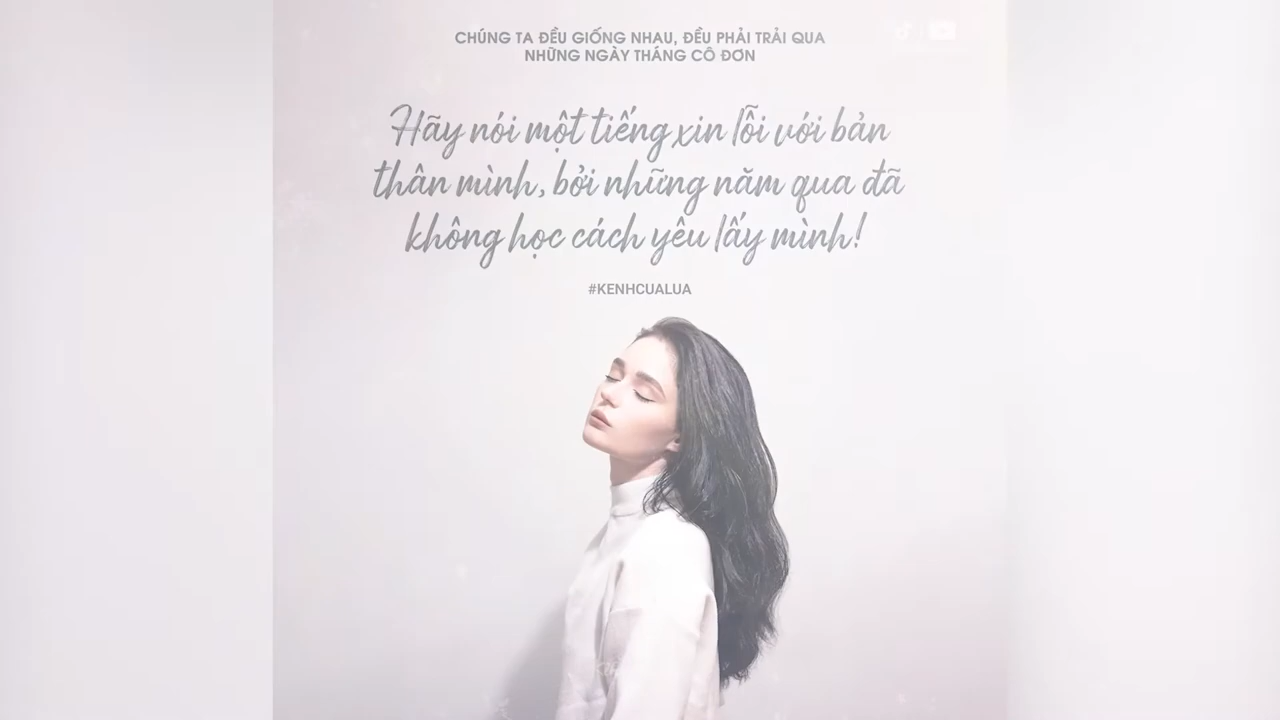 CHÚNG TA ĐỀU GIỐNG NHAU, ĐỀU PHẢI TRẢI QUA
NHỮNG NGÀY THÁNG CÔ ĐƠN
Hãy nói một tiếng xin lỗi với bản
thân mình, bởi những năm qua đã
không học cách yêu lấy mình!
#KENHCUALUA